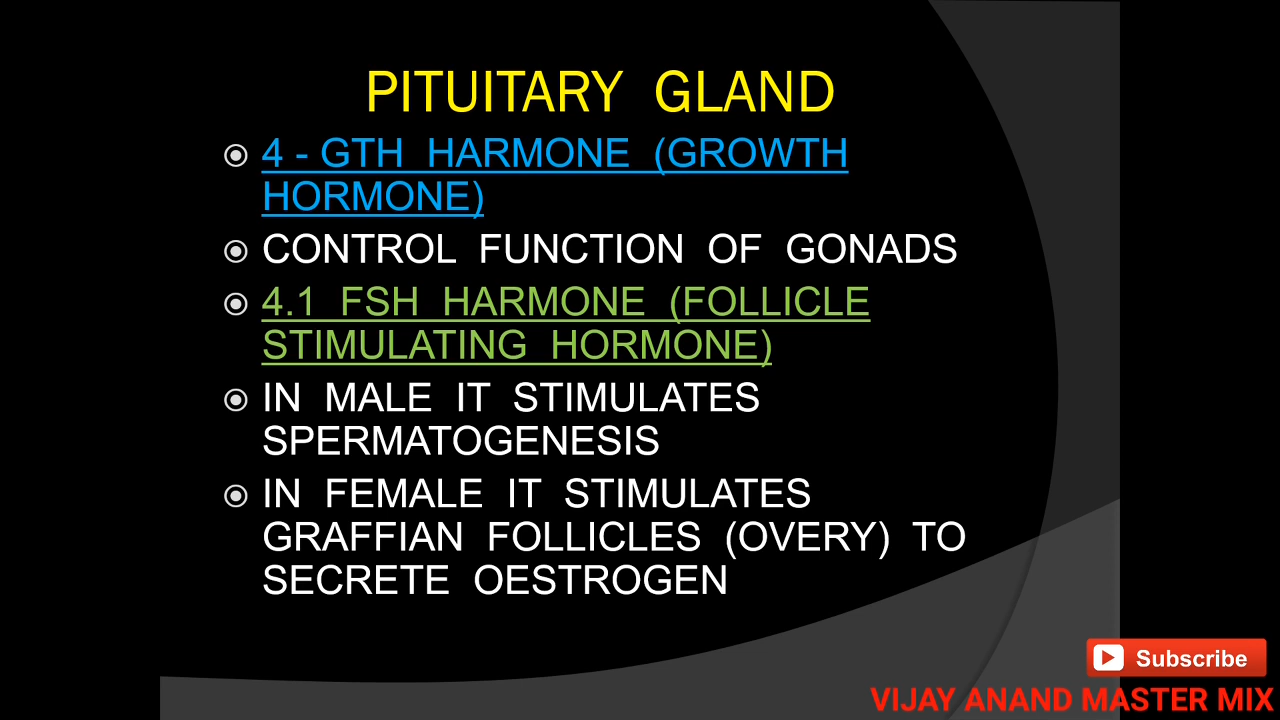 PITUITARY GLAND
4 - GTH HARMONE (GROWTH
HORMONE)
CONTROL FUNCTION OF GONADS
4.1 FSH HARMONE (FOLLICLE
STIMULATING HORMONE)
IN MALE IT STIMULATES
SPERMATOGENESIS
IN FEMALE IT STIMULATES
GRAFFIAN FOLLICLES (OVERY) TO
SECRETE OESTROGEN
Subscribe
VIJAY ANAND MASTER MIX